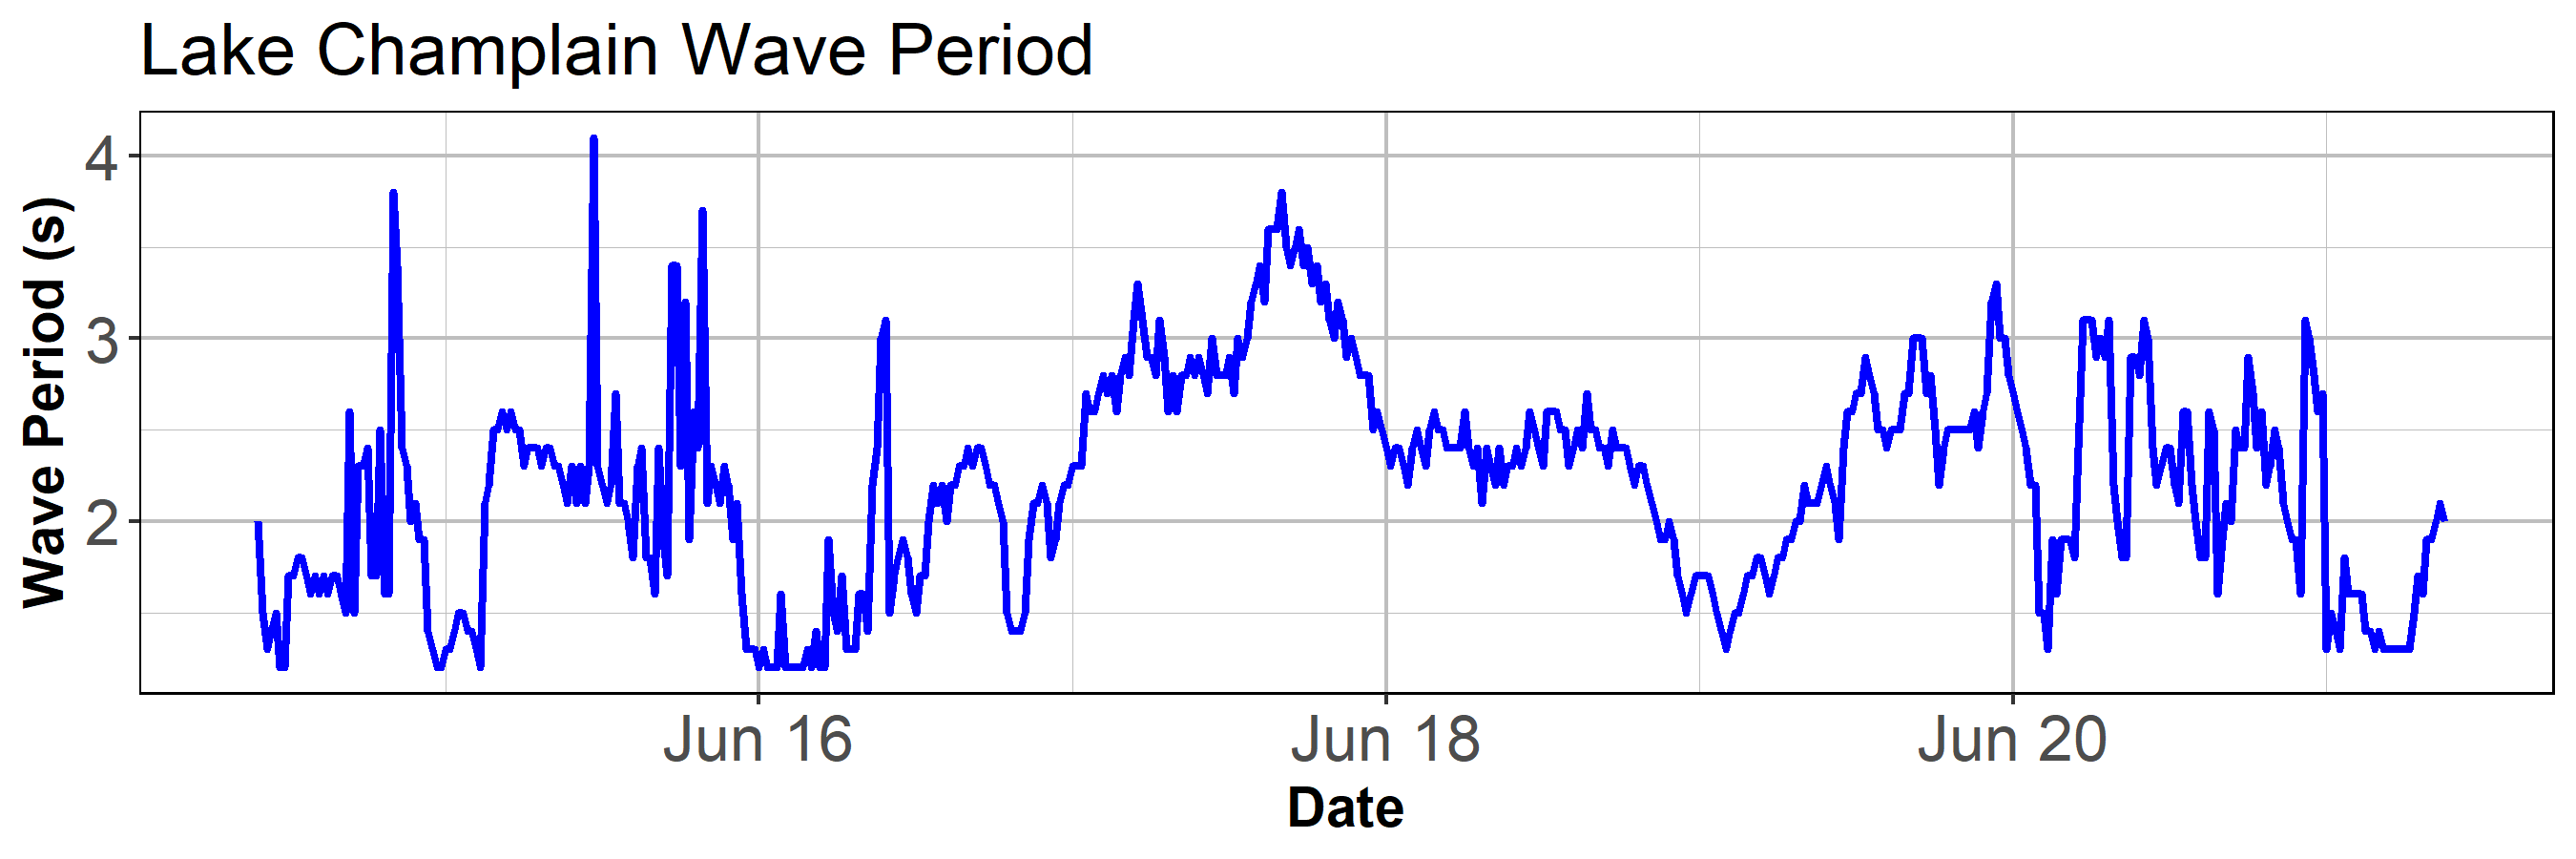 Lake Champlain Wave Period
Wave Period (s)
4
3
2
Jun 16
Jun 18
Jun 20
Date